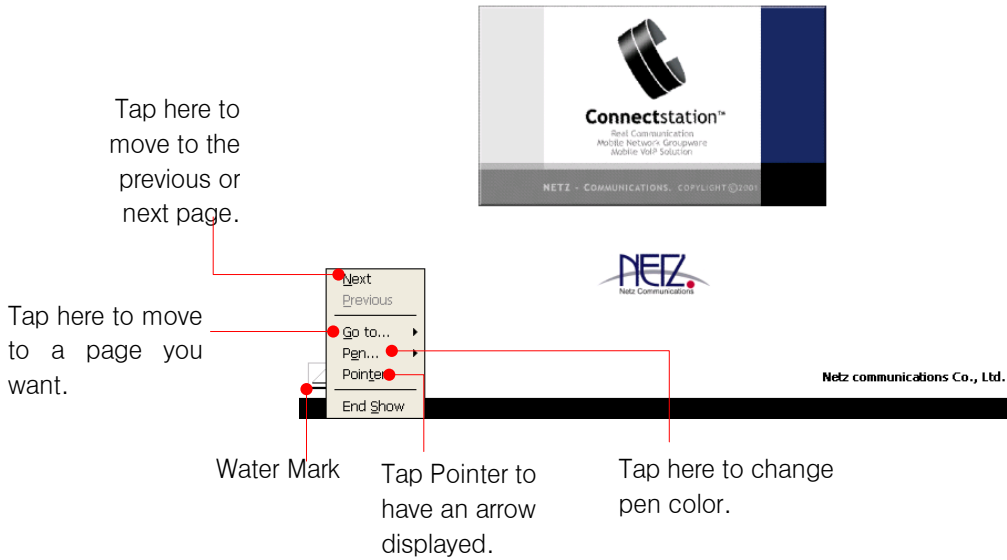 Connectstation™
Real Communication
Mobile Network Groupware
Mobile VoIP Solution
NETZ - COMMUNICATIONS. COPYLIGHT©2001
Tap here to
move to the
previous or
next page.
NETZ.
Netz Communications
Next
Previous
Go to...
Pen...
Pointer
End Show
Tap here to move
to a page you
want.
Netz communications Co., Ltd.
Water Mark
Tap Pointer to
have an arrow
displayed.
Tap here to change
pen color.